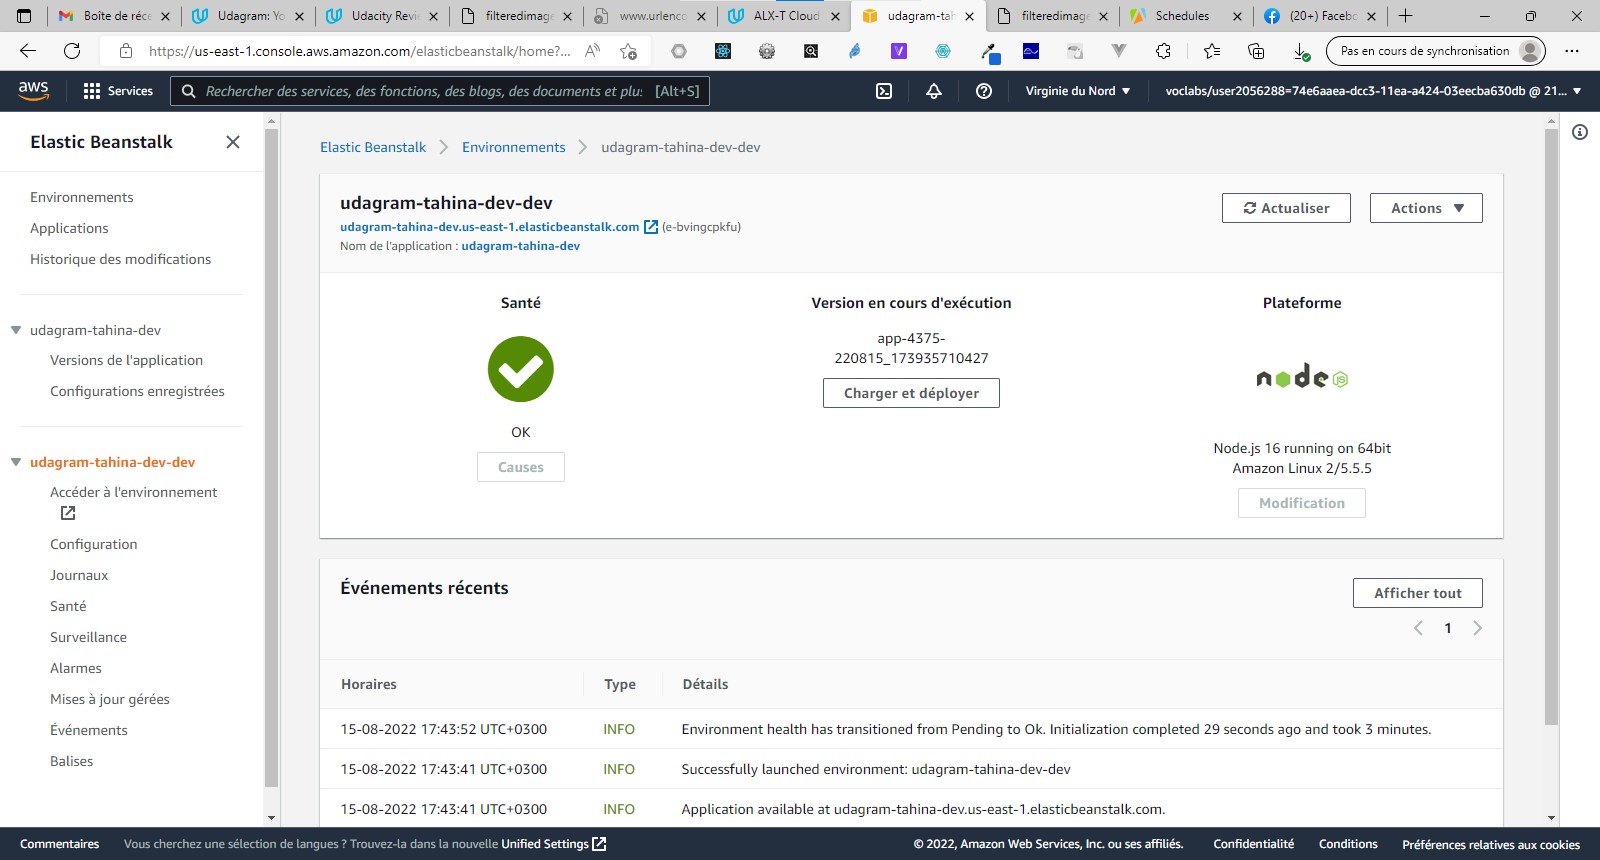 Boîte de réce
Udagram: Yo
Udacity Revie
filteredimage
www.urlenco
ALX-T Cloud
udagram-tah
filteredimage
Schedules
(20+) Facebo
https://us-east-1.console.aws.amazon.com/elasticbeanstalk/home?...
Pas en cours de synchronisation
aws
Services
Rechercher des services, des fonctions, des blogs, des documents et plus
[Alt+S]
Virginie du Nord
voclabs/user2056288=74e6aaea-dcc3-11ea-a424-03eecba630db @ 21...
Elastic Beanstalk
Environnements
Applications
Historique des modifications
udagram-tahina-dev
Versions de l'application
Configurations enregistrées
udagram-tahina-dev-dev
Accéder à l'environnement
Configuration
Journaux
Santé
Surveillance
Alarmes
Mises à jour gérées
Événements
Balises
Elastic Beanstalk
Environnements
udagram-tahina-dev-dev
udagram-tahina-dev-dev
udagram-tahina-dev.us-east-1.elasticbeanstalk.com (e-bvingcpkfu)
Nom de l'application : udagram-tahina-dev
Actualiser
Actions
Santé
OK
Causes
Version en cours d'exécution
app-4375-
220815_173935710427
Charger et déployer
Plateforme
node JS
Node.js 16 running on 64bit
Amazon Linux 2/5.5.5
Modification
Événements récents
Afficher tout
1
Horaires Type Détails
15-08-2022 17:43:52 UTC+0300 INFO Environment health has transitioned from Pending to Ok. Initialization completed 29 seconds ago and took 3 minutes.
15-08-2022 17:43:41 UTC+0300 INFO Successfully launched environment: udagram-tahina-dev-dev
15-08-2022 17:43:41 UTC+0300 INFO Application available at udagram-tahina-dev.us-east-1.elasticbeanstalk.com.
Commentaires
Vous cherchez une sélection de langues ? Trouvez-la dans la nouvelle Unified Settings
© 2022, Amazon Web Services, Inc. ou ses affiliés.
Confidentialité
Conditions
Préférences relatives aux cookies